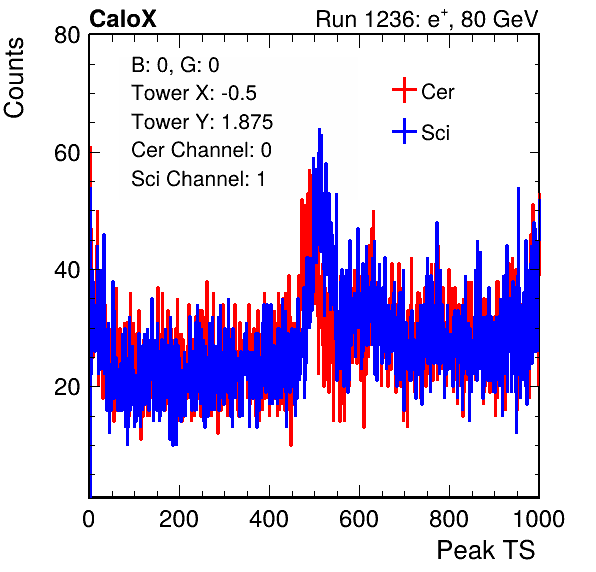 CaloX Run 1236: e+, 80 GeV
Counts
80
60
40
20
B: 0, G: 0
Tower X: -0.5
Tower Y: 1.875
Cer Channel: 0
Sci Channel: 1
Cer
Sci
0 200 400 600 800 1000
Peak TS